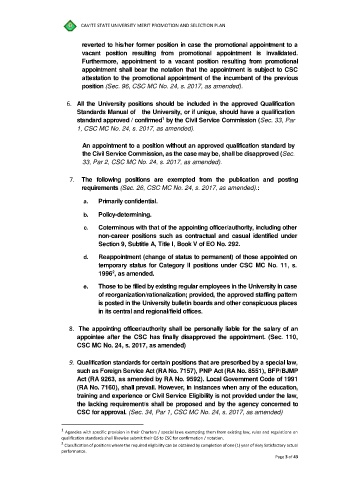 CAVITE STATE UNIVERSITY MERIT PROMOTION AND SELECTION PLAN
reverted to his/her former position in case the promotional appointment to a
vacant position resulting from promotional appointment is invalidated.
Furthermore, appointment to a vacant position resulting from promotional
appointment shall bear the notation that the appointment is subject to CSC
attestation to the promotional appointment of the incumbent of the previous
position (Sec. 96, CSC MC No. 24, s. 2017, as amended).
6. All the University positions should be included in the approved Qualification
Standards Manual of the University, or if unique, should have a qualification
standard approved / confirmed¹ by the Civil Service Commission (Sec. 33, Par
1, CSC MC No. 24, s. 2017, as amended).
An appointment to a position without an approved qualification standard by
the Civil Service Commission, as the case may be, shall be disapproved (Sec.
33, Par 2, CSC MC No. 24, s. 2017, as amended).
7. The following positions are exempted from the publication and posting
requirements (Sec. 26, CSC MC No. 24, s. 2017, as amended).:
a. Primarily confidential.
b. Policy-determining.
c. Coterminous with that of the appointing officer/authority, including other
non-career positions such as contractual and casual identified under
Section 9, Subtitle A, Title I, Book V of EO No. 292.
d. Reappointment (change of status to permanent) of those appointed on
temporary status for Category II positions under CSC MC No. 11, s.
1996², as amended.
e. Those to be filled by existing regular employees in the University in case
of reorganization/rationalization; provided, the approved staffing pattern
is posted in the University bulletin boards and other conspicuous places
in its central and regional/field offices.
8. The appointing officer/authority shall be personally liable for the salary of an
appointee after the CSC has finally disapproved the appointment. (Sec. 110,
CSC MC No. 24, s. 2017, as amended)
9. Qualification standards for certain positions that are prescribed by a special law,
such as Foreign Service Act (RA No. 7157), PNP Act (RA No. 8551), BFP/BJMP
Act (RA 9263, as amended by RA No. 9592). Local Government Code of 1991
(RA No. 7160), shall prevail. However, in instances when any of the education,
training and experience or Civil Service Eligibility is not provided under the law,
the lacking requirement/s shall be proposed and by the agency concerned to
CSC for approval. (Sec. 34, Par 1, CSC MC No. 24, s. 2017, as amended)
¹ Agencies with specific provision in their Charters / special laws exempting them from existing law, rules and regulations on
qualification standards shall likewise submit their QS to CSC for confirmation / notation.
² Classification of positions where the required eligibility can be obtained by completion of one (1) year of Very Satisfactory actual
performance.
Page 5 of 43